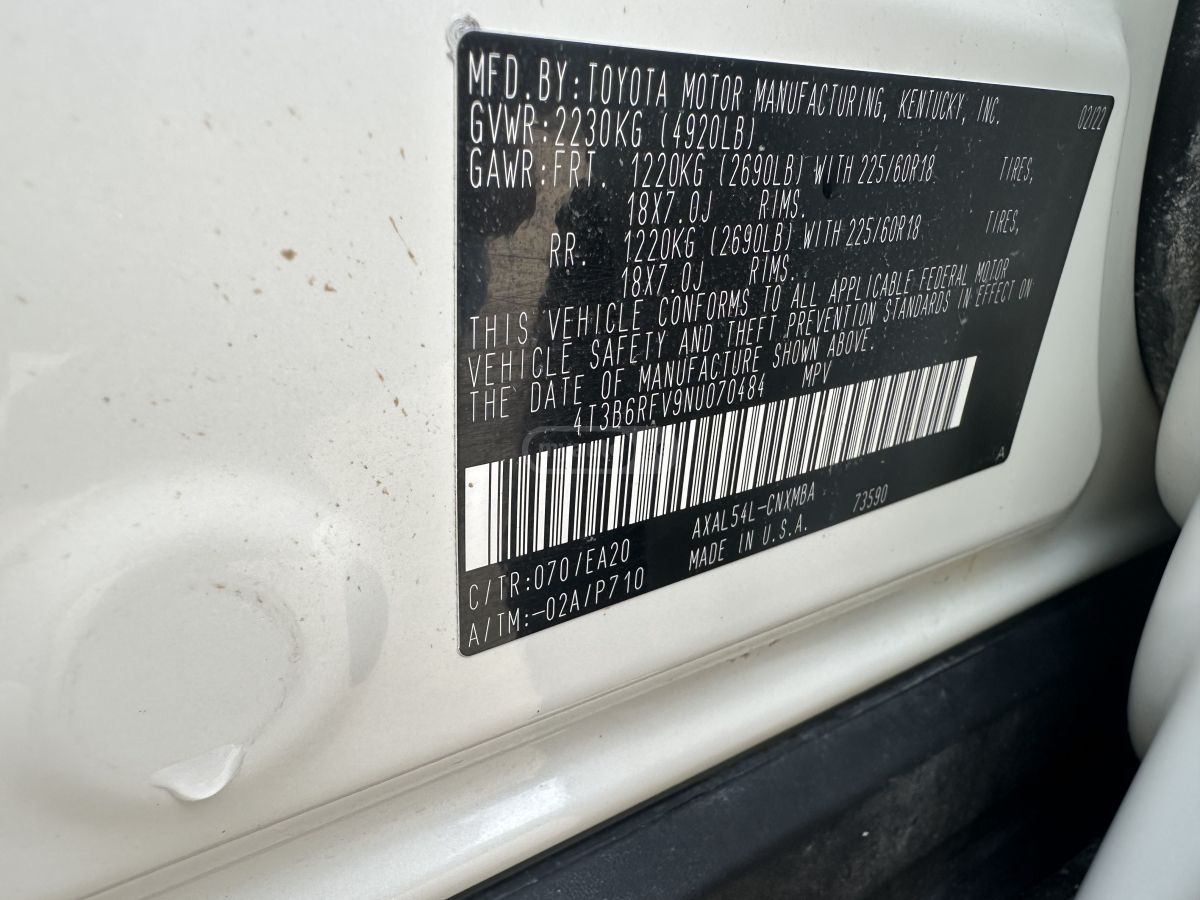 MFD. BY: TOYOTA MOTOR MANUFACTURING, KENTUCKY, INC. 02/22
GVWR: 2230KG (4920LB)
GAWR: FRT. 1220KG (2690LB) WITH 225/60R18 TIRES,
18X7.0J RIMS.
RR. 1220KG (2690LB) WITH 225/60R18 TIRES,
18X7.0J RIMS.
THIS VEHICLE CONFORMS TO ALL APPLICABLE FEDERAL MOTOR
VEHICLE SAFETY AND THEFT PREVENTION STANDARDS IN EFFECT ON
THE DATE OF MANUFACTURE SHOWN ABOVE.
4T3B6RFV9NU070484 MPV
A
C/TR:070/EA20 AXAL54L-CNXMBA 73590
A/TM:-02A/P710 MADE IN U.S.A.